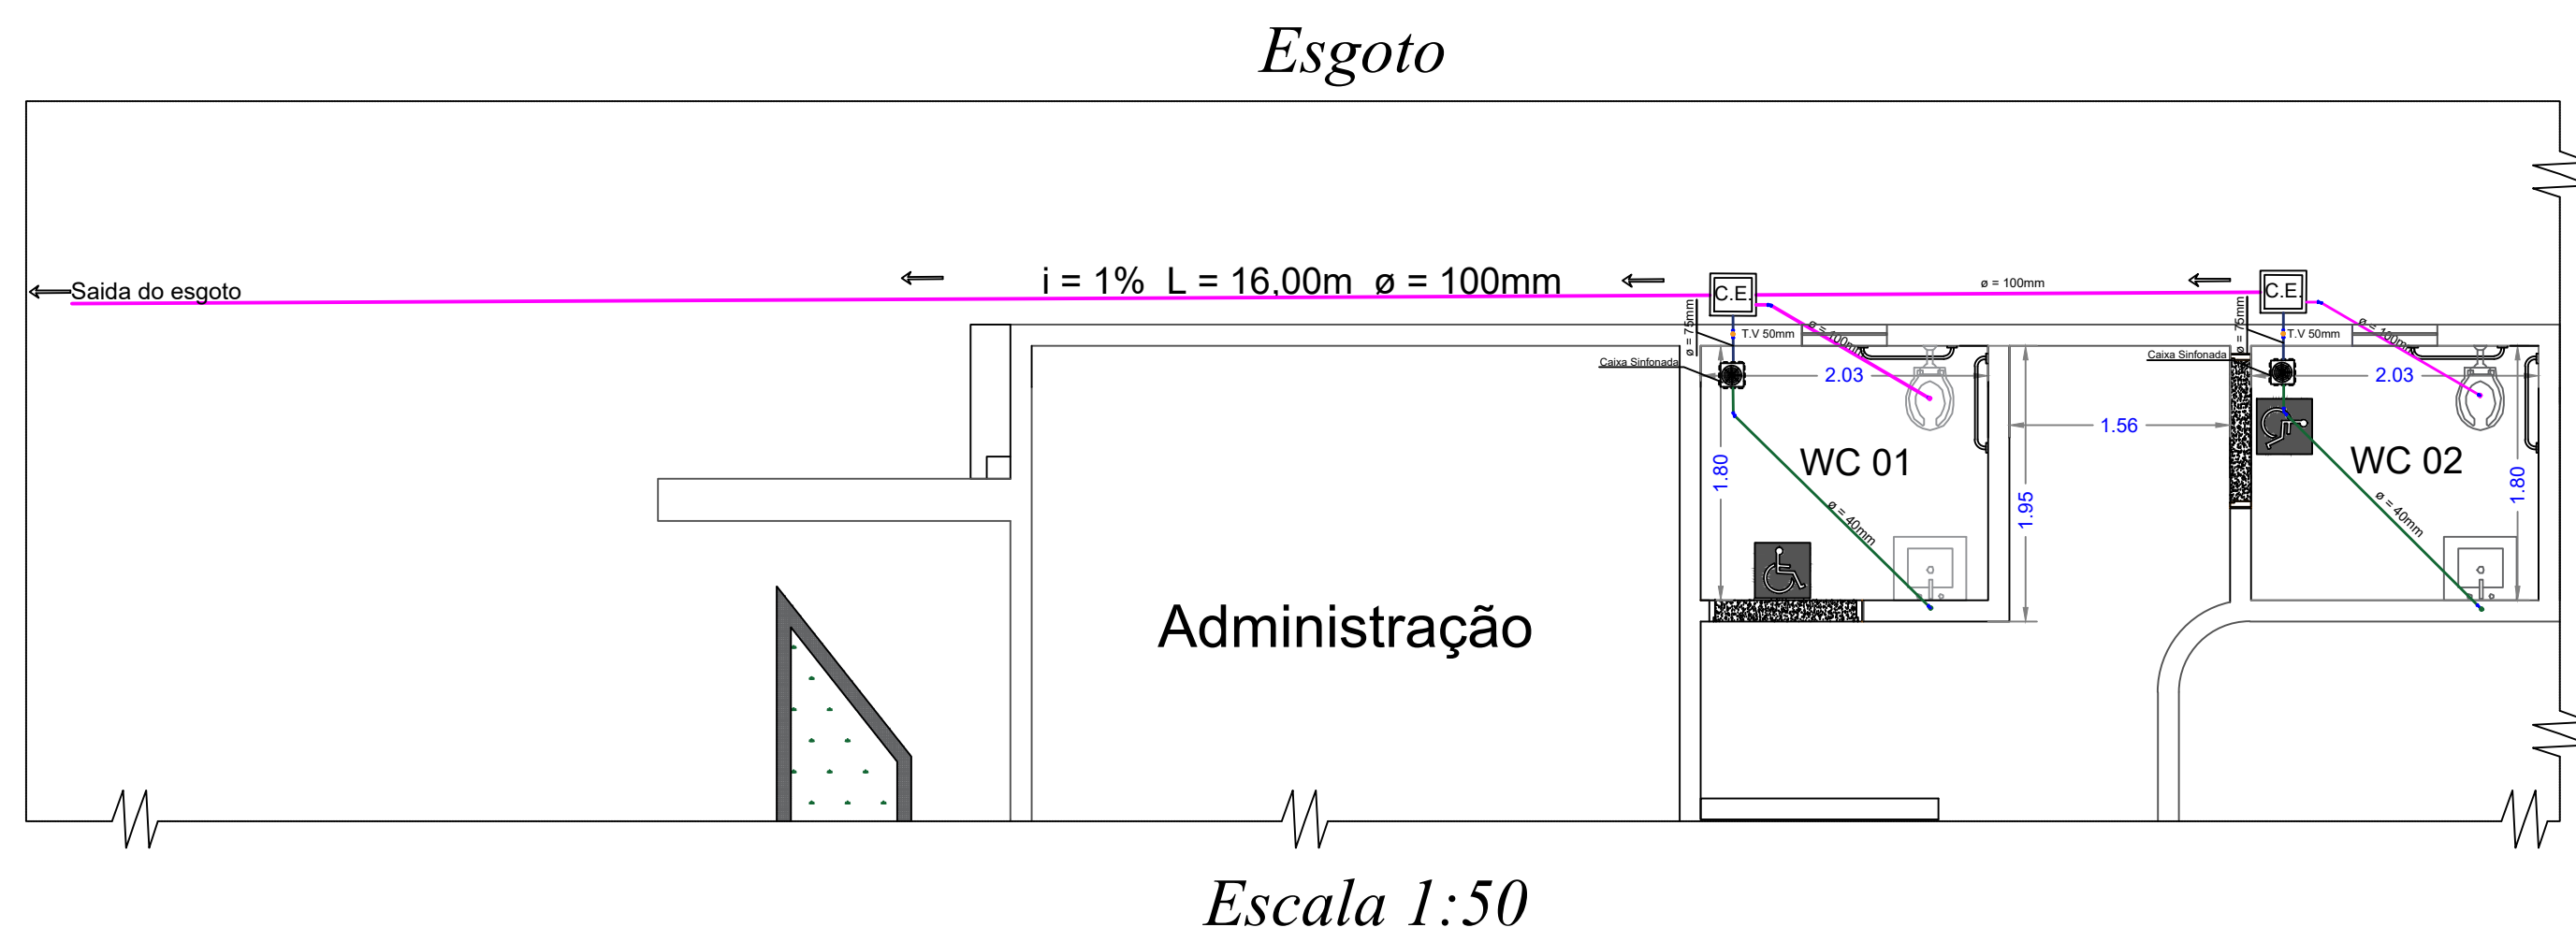 Esgoto
Saida do esgoto
i = 1% L = 16,00m ø = 100mm
C.E.
ø = 100mm
C.E.
ø = 75mm
T.V 50mm
ø = 100mm
ø = 75mm
T.V 50mm
ø = 100mm
Caixa Sinfonada
2.03
Caixa Sinfonada
2.03
1.56
WC 01
WC 02
1.80
1.95
1.80
ø = 40mm
ø = 40mm
Administração
Escala 1:50